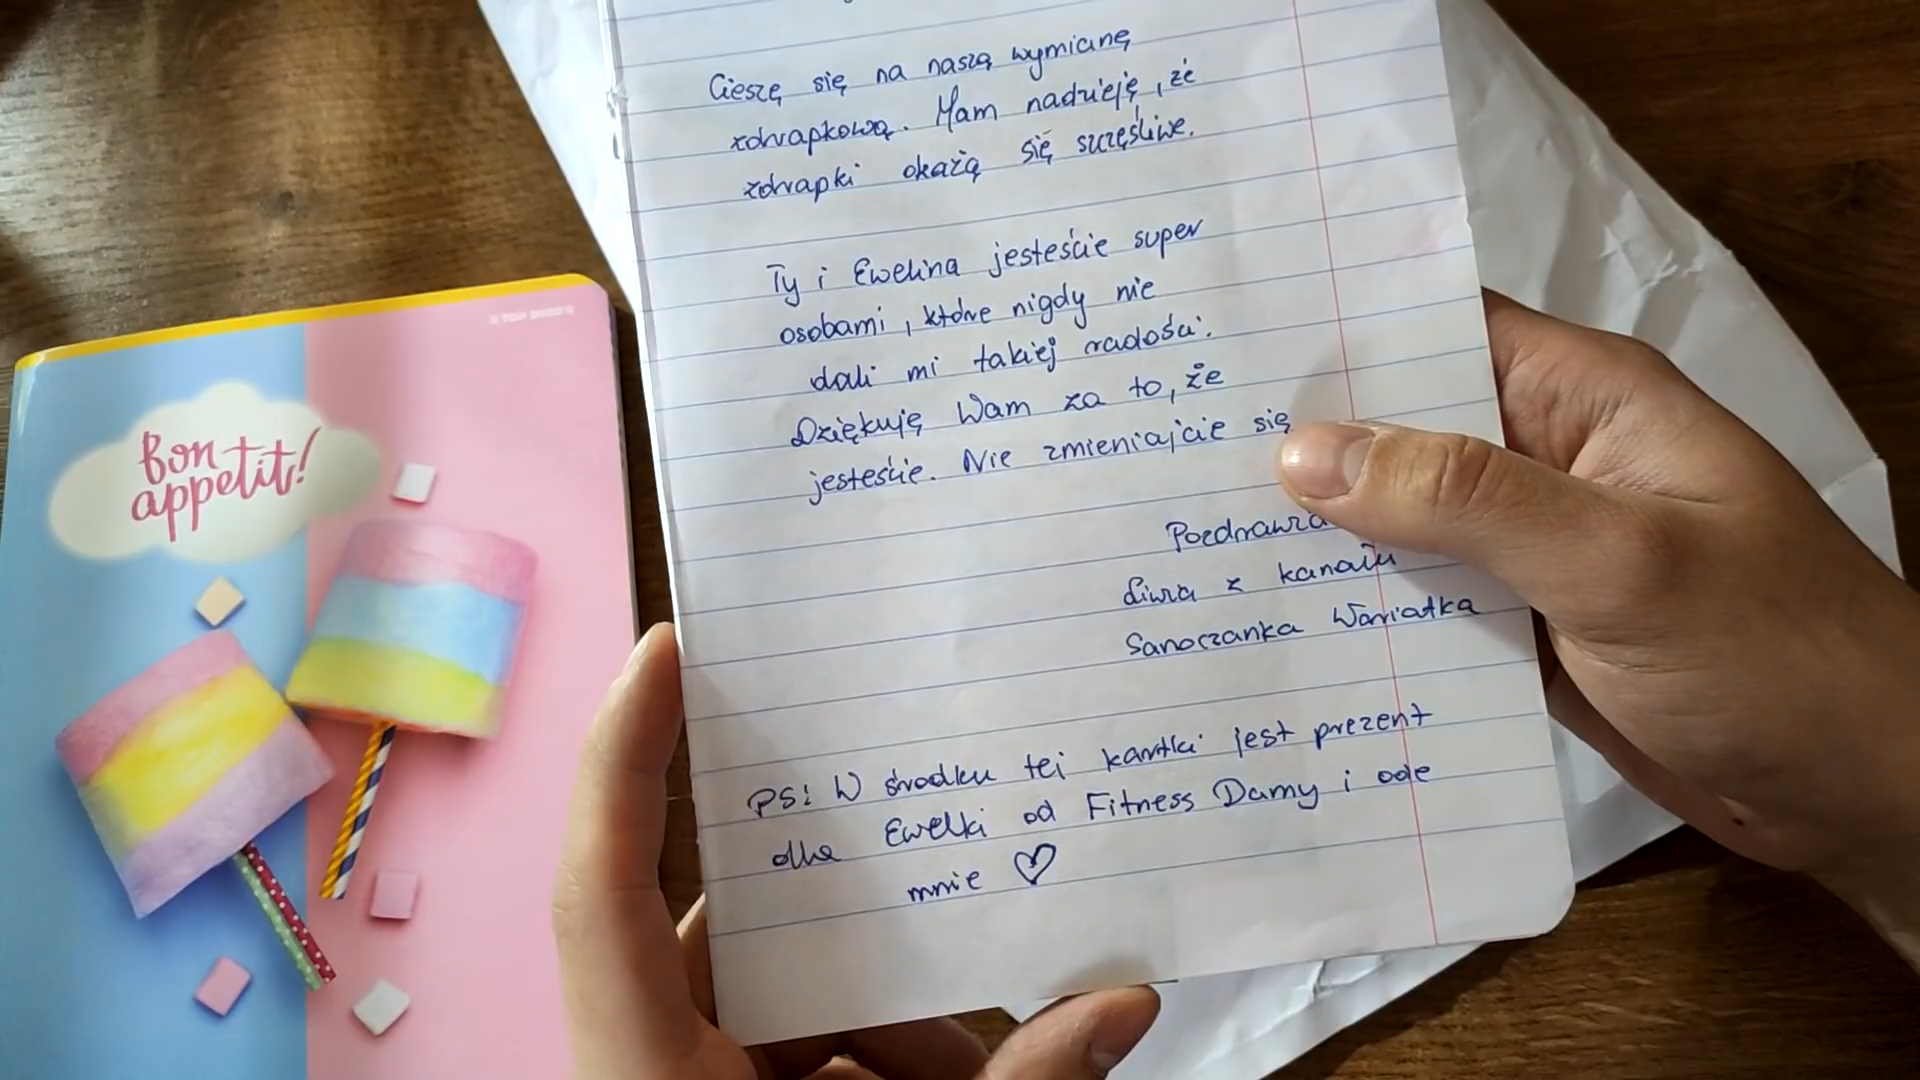 Bon
appetit!
Cieszę się na naszą wymianę
zdrapkową. Mam nadzieję, że
zdrapki okażą się szczęśliwe.
Ty i Ewelina jesteście super
osobami, które nigdy nie
dali mi takiej radości.
Dziękuję Wam za to, że
jesteście. Nie zmieniajcie się
Pozdrawia
z kanału
Sanoczanka Wariatka
PS: W środku tej kartki jest prezent
dla Ewelki od Fitness Damy i ode
mnie ♡